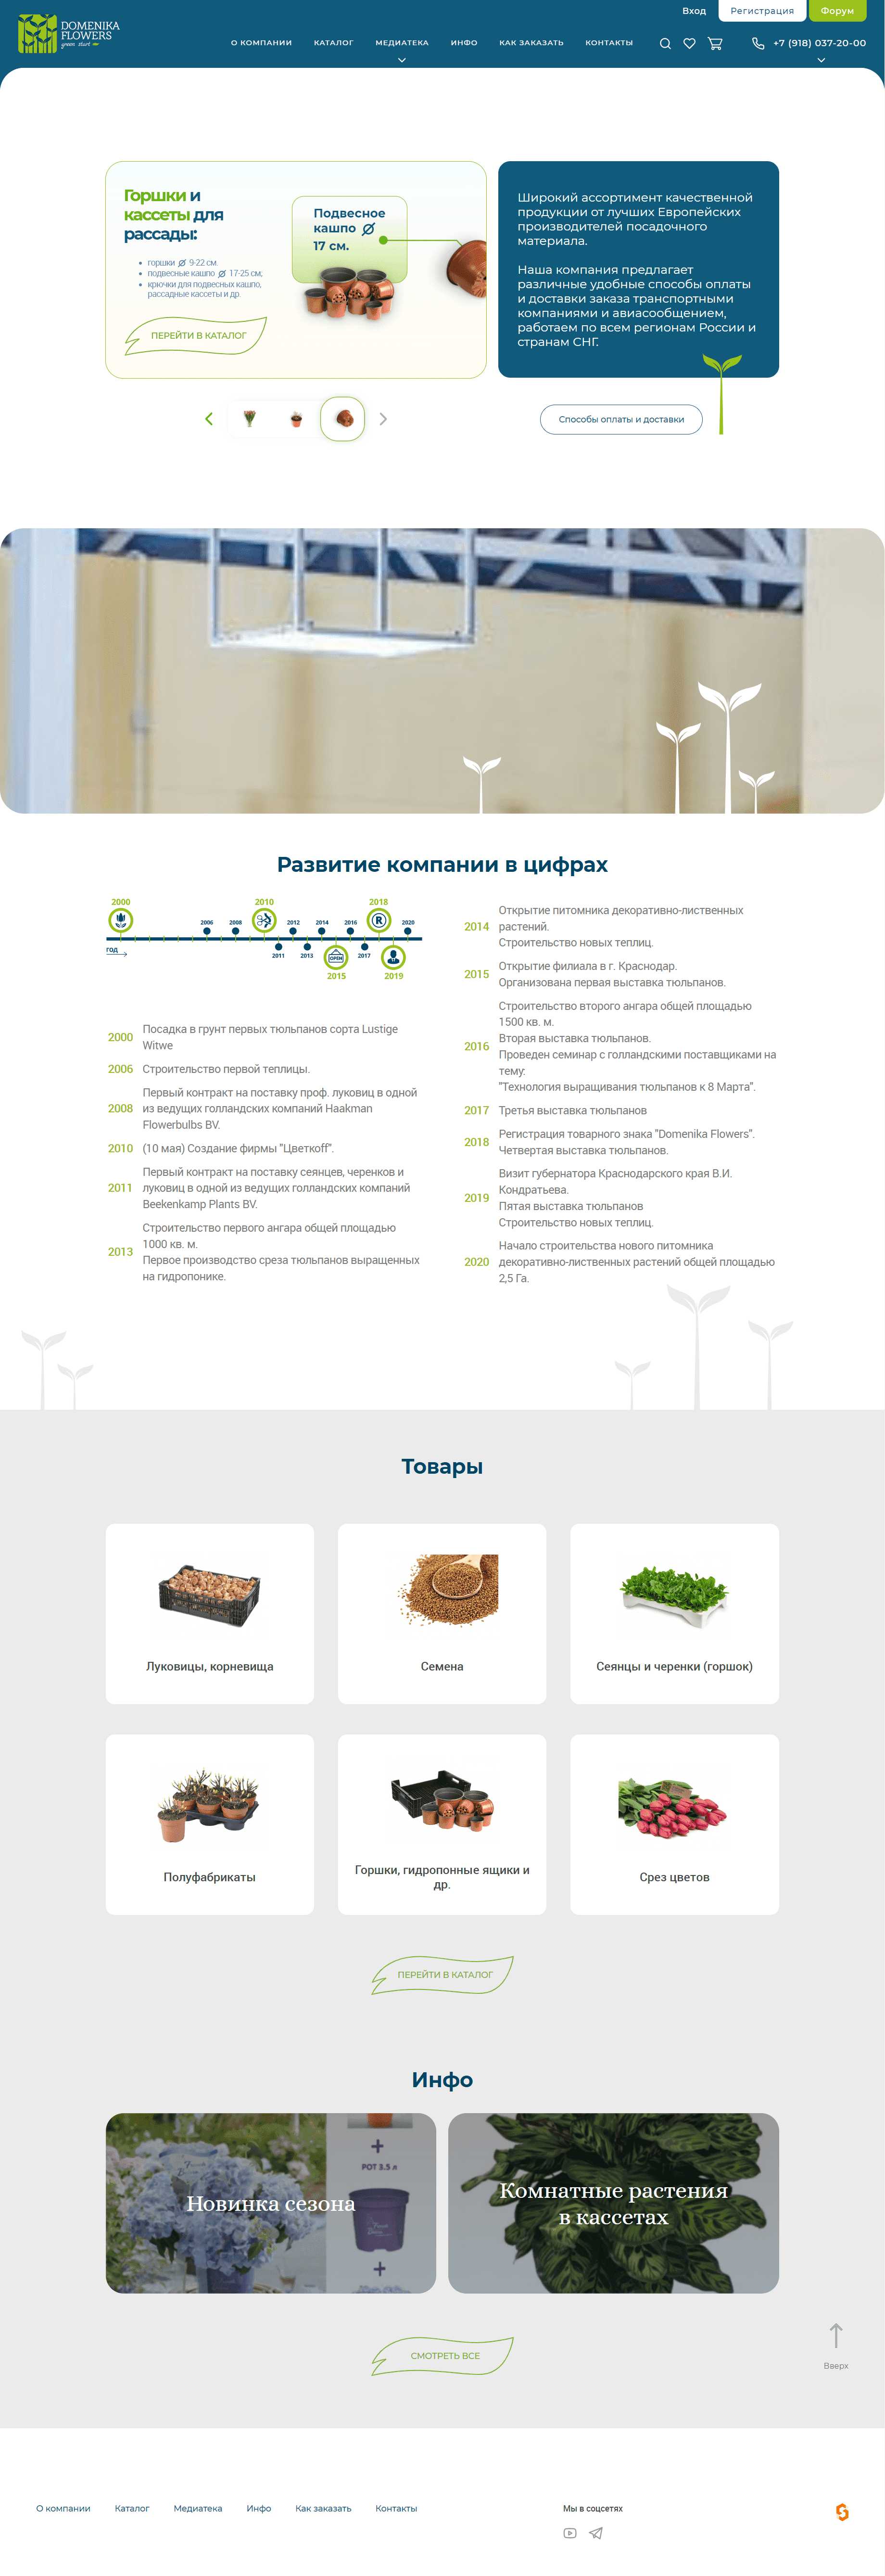 Вход
Регистрация
Форум
DOMENIKA
FLOWERS
green start
О КОМПАНИИ
КАТАЛОГ
МЕДИАТЕКА
ИНФО
КАК ЗАКАЗАТЬ
КОНТАКТЫ
+7 (918) 037-20-00
Горшки и
кассеты для
рассады:
горшки ⌀ 9-22 см.
подвесные кашпо ⌀ 17-25 см;
крючки для подвесных кашпо,
рассадные кассеты и др.
ПЕРЕЙТИ В КАТАЛОГ
Подвесное
кашпо ⌀
17 см.
Широкий ассортимент качественной
продукции от лучших Европейских
производителей посадочного
материала.
Наша компания предлагает
различные удобные способы оплаты
и доставки заказа транспортными
компаниями и авиасообщением,
работаем по всем регионам России и
странам СНГ.
Способы оплаты и доставки
Развитие компании в цифрах
2000
2010
2018
2006
2008
2012
2014
2016
2020
R
год
2011
2013
2017
OPEN
2015
2019
2000 Посадка в грунт первых тюльпанов сорта Lustige
Witwe
2006 Строительство первой теплицы.
2008 Первый контракт на поставку проф. луковиц в одной
из ведущих голландских компаний Haakman
Flowerbulbs BV.
2010 (10 мая) Создание фирмы "Цветкоff".
2011 Первый контракт на поставку сеянцев, черенков и
луковиц в одной из ведущих голландских компаний
Beekenkamp Plants BV.
2013 Строительство первого ангара общей площадью
1000 кв. м.
Первое производство среза тюльпанов выращенных
на гидропонике.
2014 Открытие питомника декоративно-лиственных
растений.
Строительство новых теплиц.
2015 Открытие филиала в г. Краснодар.
Организована первая выставка тюльпанов.
2016 Строительство второго ангара общей площадью
1500 кв. м.
Вторая выставка тюльпанов.
Проведен семинар с голландскими поставщиками на
тему:
"Технология выращивания тюльпанов к 8 Марта".
2017 Третья выставка тюльпанов
2018 Регистрация товарного знака "Domenika Flowers".
Четвертая выставка тюльпанов.
2019 Визит губернатора Краснодарского края В.И.
Кондратьева.
Пятая выставка тюльпанов
Строительство новых теплиц.
2020 Начало строительства нового питомника
декоративно-лиственных растений общей площадью
2,5 Га.
Товары
Луковицы, корневища
Семена
Сеянцы и черенки (горшок)
Полуфабрикаты
Горшки, гидропонные ящики и
др.
Срез цветов
ПЕРЕЙТИ В КАТАЛОГ
Инфо
POT 3.5 л
Новинка сезона
Комнатные растения
в кассетах
СМОТРЕТЬ ВСЕ
Вверх
О компании
Каталог
Медиатека
Инфо
Как заказать
Контакты
Мы в соцсетях